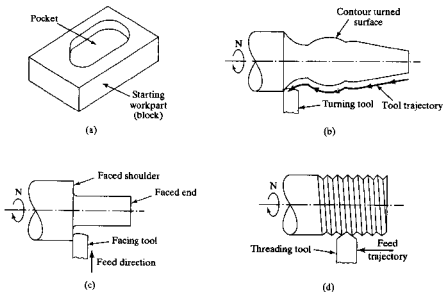 Pocket
Starting
workpart
(block)
(a)
Contour turned
surface
N
Turning tool
Tool trajectory
(b)
Faced shoulder
Faced end
N
Facing tool
Feed direction
(c)
N
Threading tool
Feed
trajectory
(d)